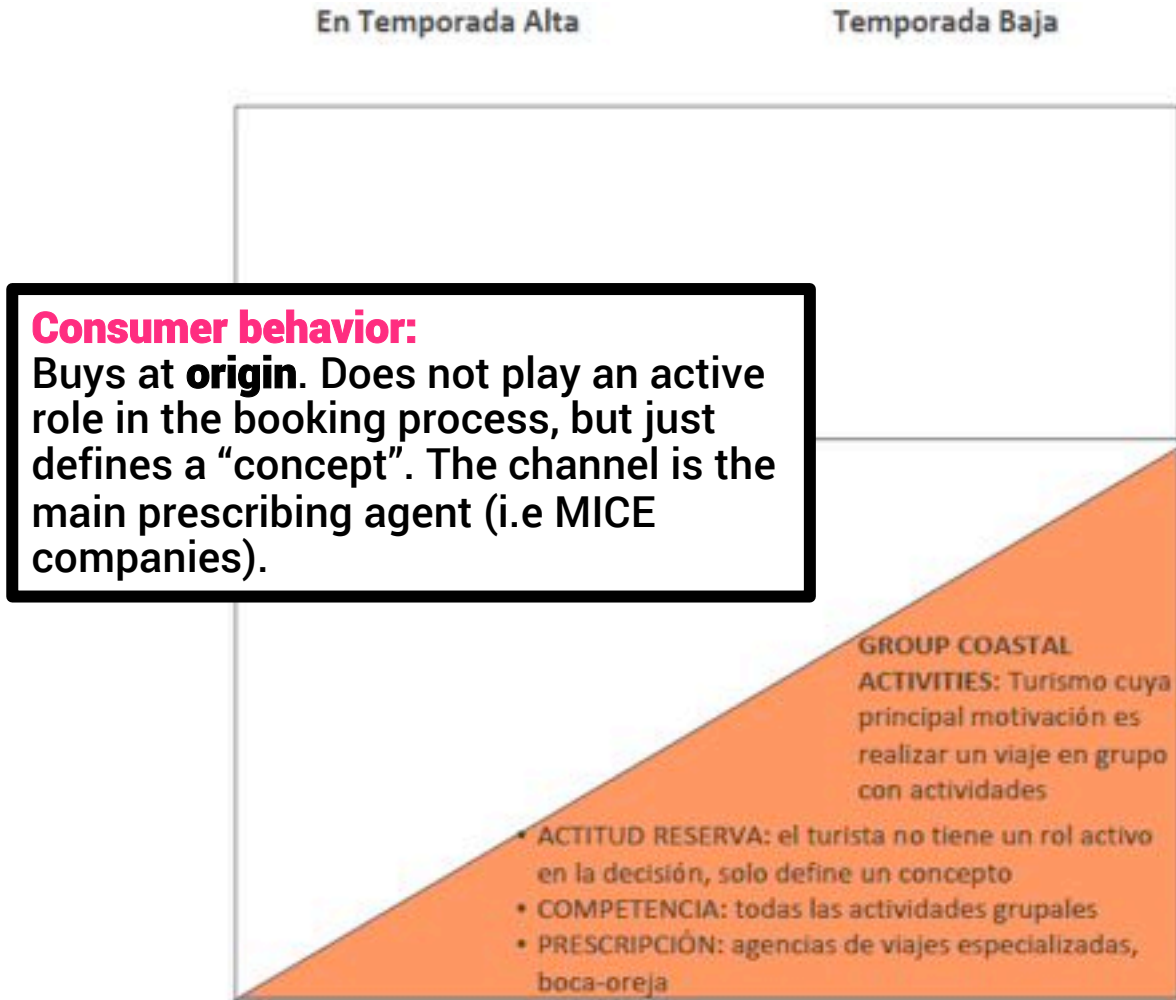 En Temporada Alta
Temporada Baja
Consumer behavior:
Buys at origin. Does not play an active
role in the booking process, but just
defines a “concept”. The channel is the
main prescribing agent (i.e MICE
companies).
GROUP COASTAL
ACTIVITIES: Turismo cuya
principal motivación es
realizar un viaje en grupo
con actividades
• ACTITUD RESERVA: el turista no tiene un rol activo
en la decisión, solo define un concepto
• COMPETENCIA: todas las actividades grupales
• PRESCRIPCIÓN: agencias de viajes especializadas,
boca-oreja